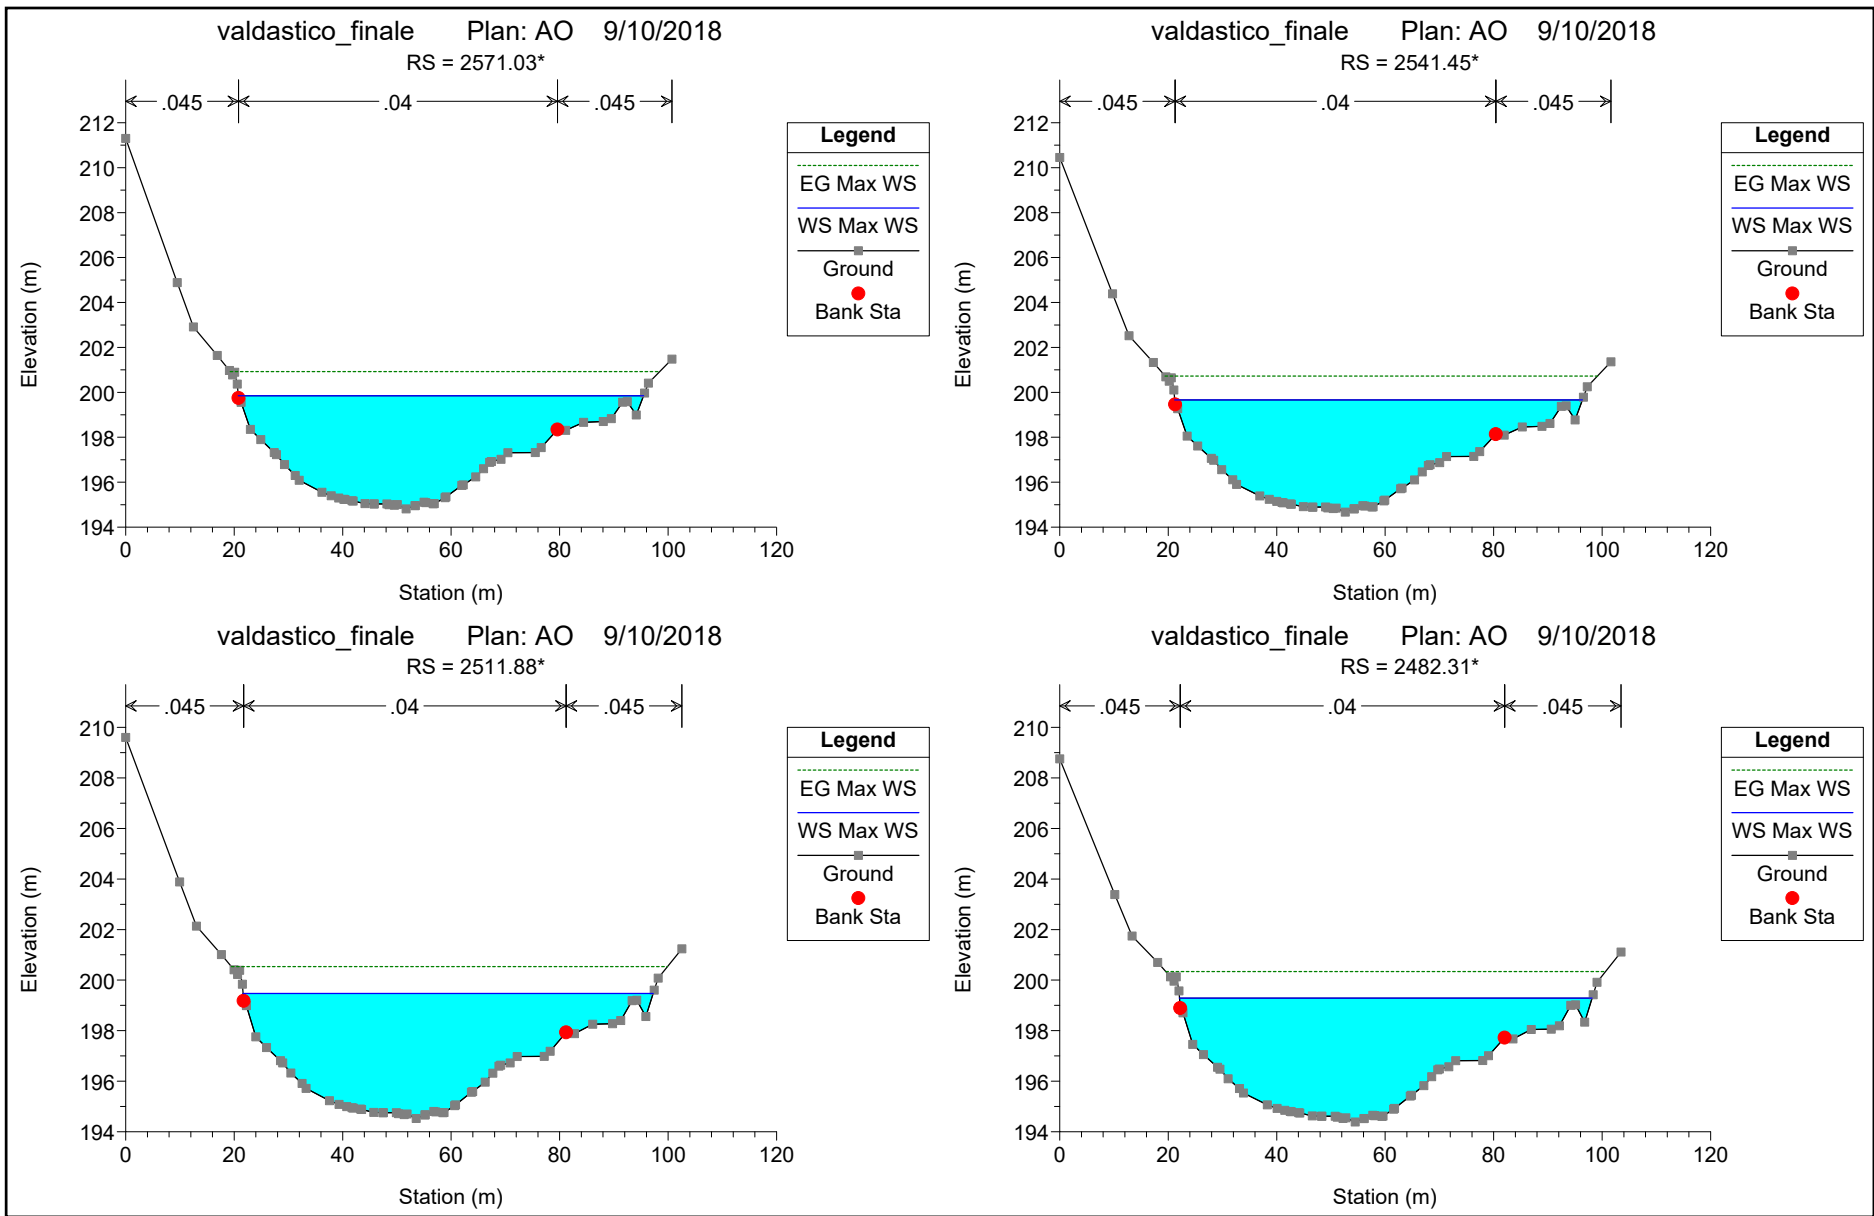 valdastico_finale Plan: AO 9/10/2018
RS = 2571.03*
.045 .04 .045
212
210
208
206
204
202
200
198
196
194
0 20 40 60 80 100 120
Station (m)
Elevation (m)
Legend
EG Max WS
WS Max WS
Ground
Bank Sta
valdastico_finale Plan: AO 9/10/2018
RS = 2541.45*
.045 .04 .045
212
210
208
206
204
202
200
198
196
194
0 20 40 60 80 100 120
Station (m)
Elevation (m)
Legend
EG Max WS
WS Max WS
Ground
Bank Sta
valdastico_finale Plan: AO 9/10/2018
RS = 2511.88*
.045 .04 .045
210
208
206
204
202
200
198
196
194
0 20 40 60 80 100 120
Station (m)
Elevation (m)
Legend
EG Max WS
WS Max WS
Ground
Bank Sta
valdastico_finale Plan: AO 9/10/2018
RS = 2482.31*
.045 .04 .045
210
208
206
204
202
200
198
196
194
0 20 40 60 80 100 120
Station (m)
Elevation (m)
Legend
EG Max WS
WS Max WS
Ground
Bank Sta